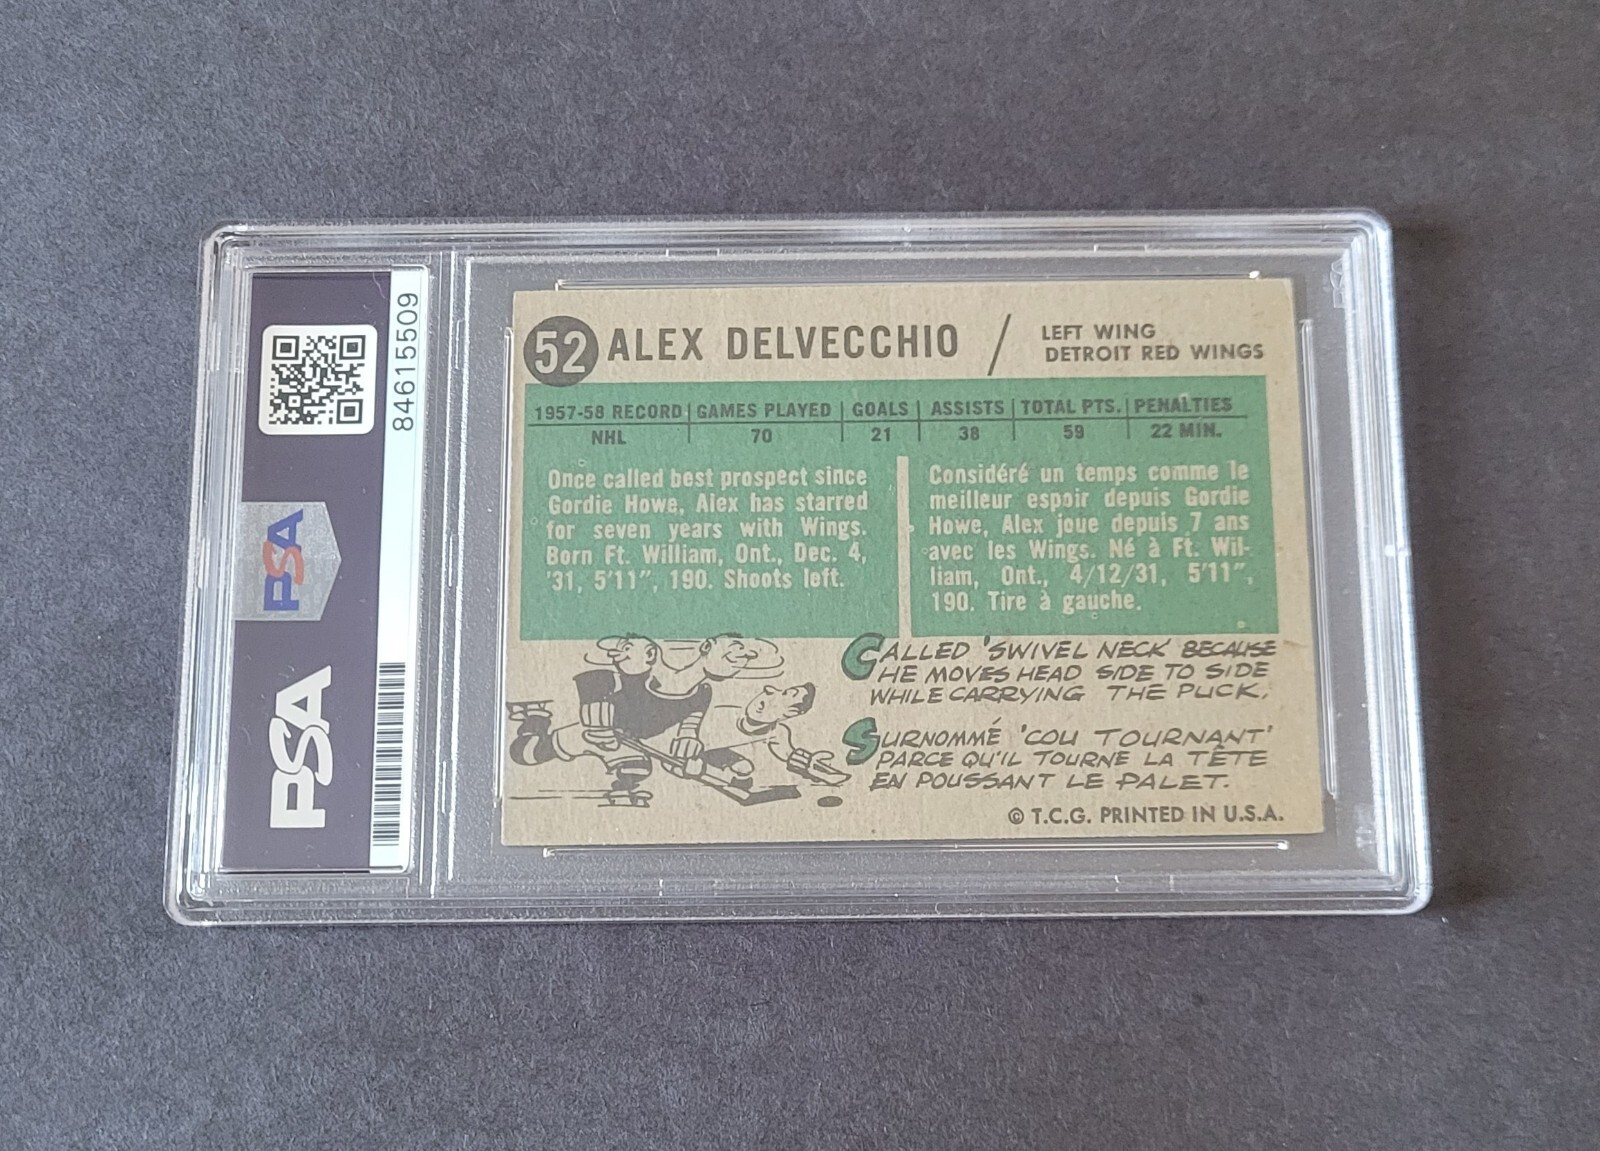 84615509
PSA
PSA
52 ALEX DELVECCHIO / LEFT WING
DETROIT RED WINGS
1957-58 RECORD GAMES PLAYED GOALS ASSISTS TOTAL PTS. PENALTIES
NHL 70 21 38 59 22 MIN.
Once called best prospect since
Gordie Howe, Alex has starred
for seven years with Wings.
Born Ft. William, Ont., Dec. 4,
'31, 5'11", 190. Shoots left.
Considéré un temps comme le
meilleur espoir depuis Gordie
Howe, Alex joue depuis 7 ans
avec les Wings. Né à Ft. Wil-
liam, Ont., 4/12/31, 5'11",
190. Tire à gauche.
CALLED 'SWIVEL NECK' BECAUSE
HE MOVES HEAD SIDE TO SIDE
WHILE CARRYING THE PUCK.
SURNOMMÉ 'COU TOURNANT'
PARCE QU'IL TOURNE LA TÊTE
EN POUSSANT LE PALET.
© T.C.G. PRINTED IN U.S.A.